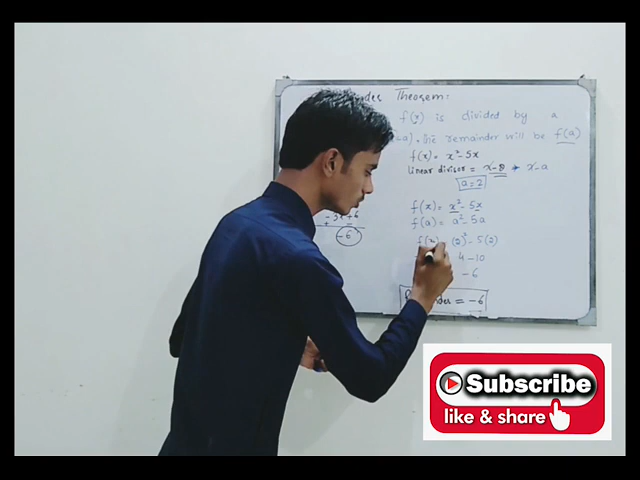 Theorem:
f(x) is divided by a
-a), the remainder will be f(a)
f(x) = x² - 5x
linear divisor = x-2 → x-a
a=2
f(x) = x² - 5x
f(a) = a² - 5a
(2)² - 5(2)
4 - 10
-6
= -6
-6
Subscribe
like & share